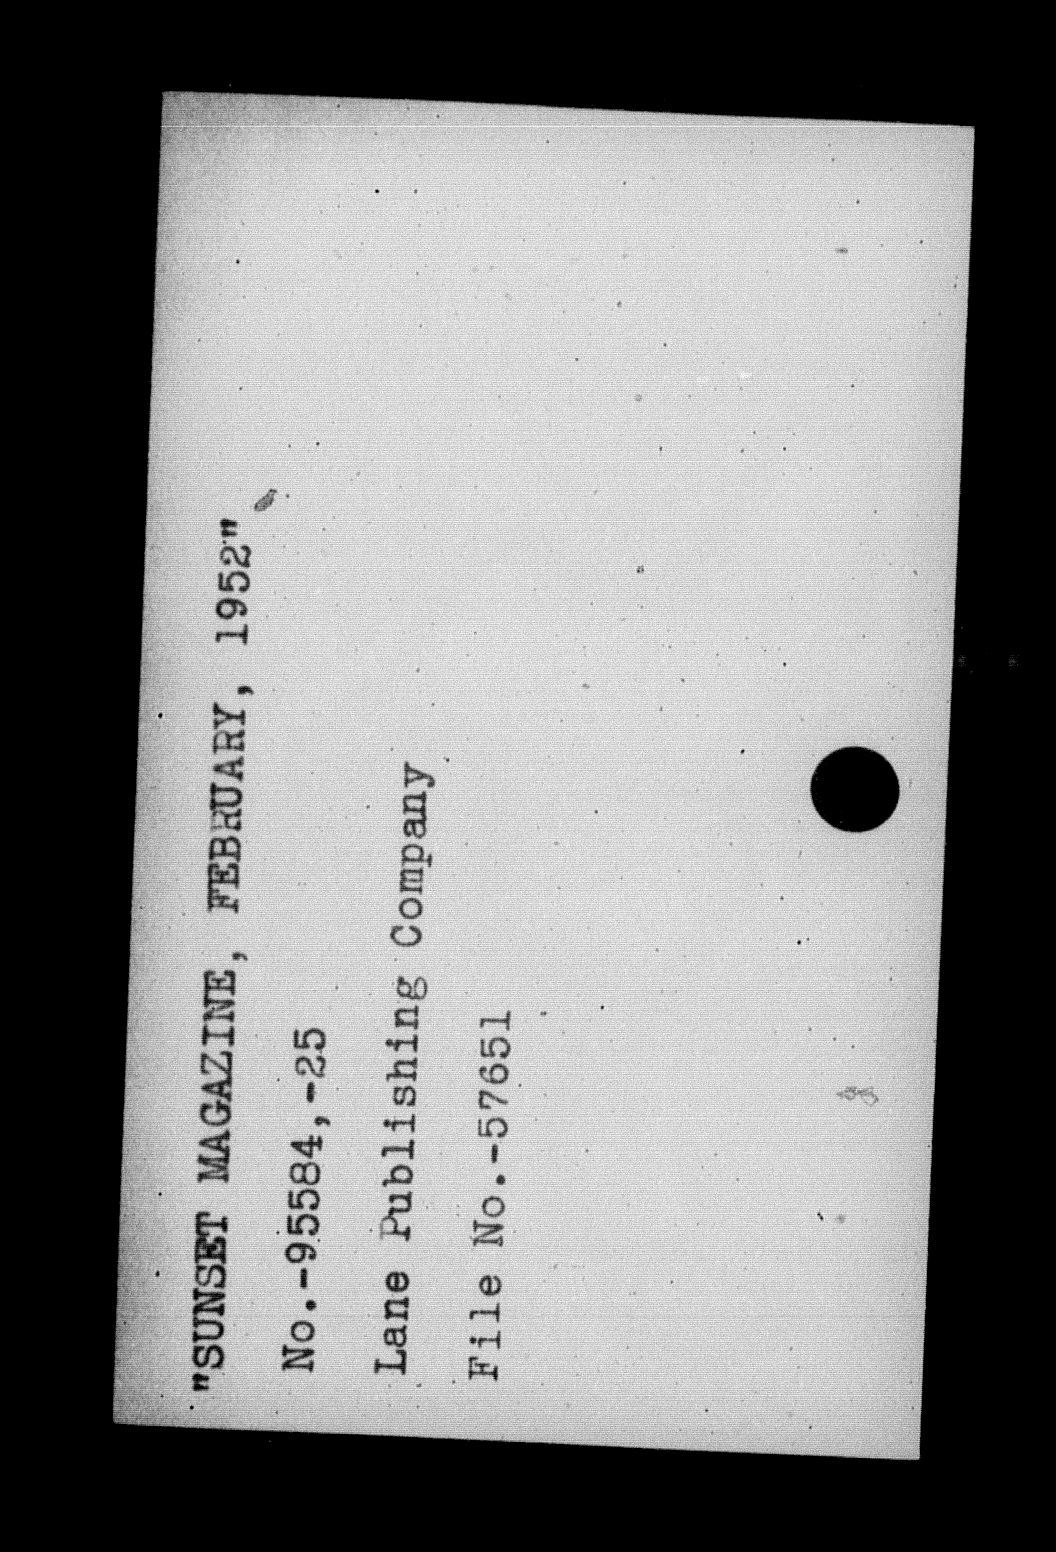 "SUNSET MAGAZINE, FEBRUARY, 1952"
No.-95584,-25
Lane Publishing Company
File No.-57651